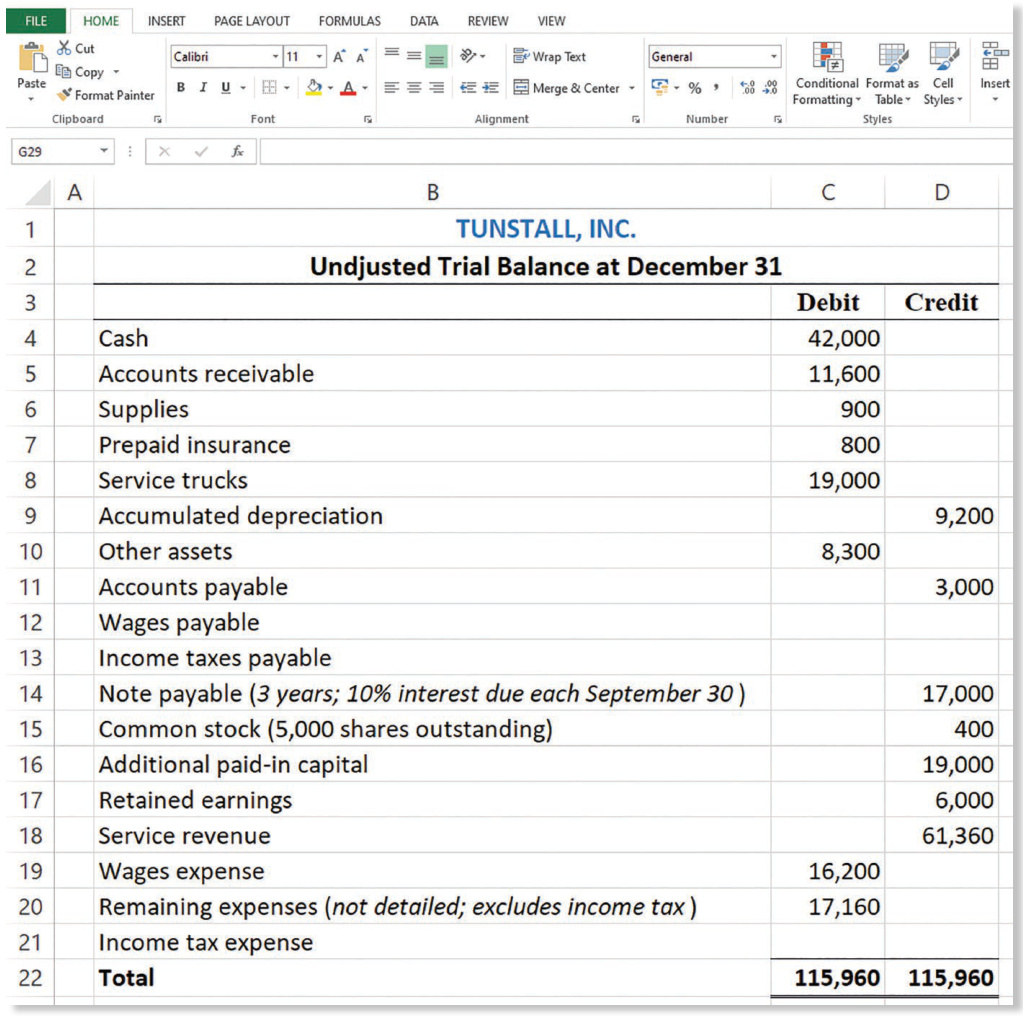 FILE HOME INSERT PAGE LAYOUT FORMULAS DATA REVIEW VIEW
Cut
Copy
Format Painter
Paste
Clipboard
Calibri 11 A A
B I U A
Font
Wrap Text
Merge & Center
Alignment
General
% , .00 .0
Number
Conditional Formatting
Format as Table
Cell Styles
Styles
Insert
G29 fx
A B C D
1 TUNSTALL, INC.
2 Undjusted Trial Balance at December 31
3 Debit Credit
4 Cash 42,000
5 Accounts receivable 11,600
6 Supplies 900
7 Prepaid insurance 800
8 Service trucks 19,000
9 Accumulated depreciation 9,200
10 Other assets 8,300
11 Accounts payable 3,000
12 Wages payable
13 Income taxes payable
14 Note payable (3 years; 10% interest due each September 30 ) 17,000
15 Common stock (5,000 shares outstanding) 400
16 Additional paid-in capital 19,000
17 Retained earnings 6,000
18 Service revenue 61,360
19 Wages expense 16,200
20 Remaining expenses (not detailed; excludes income tax ) 17,160
21 Income tax expense
22 Total 115,960 115,960